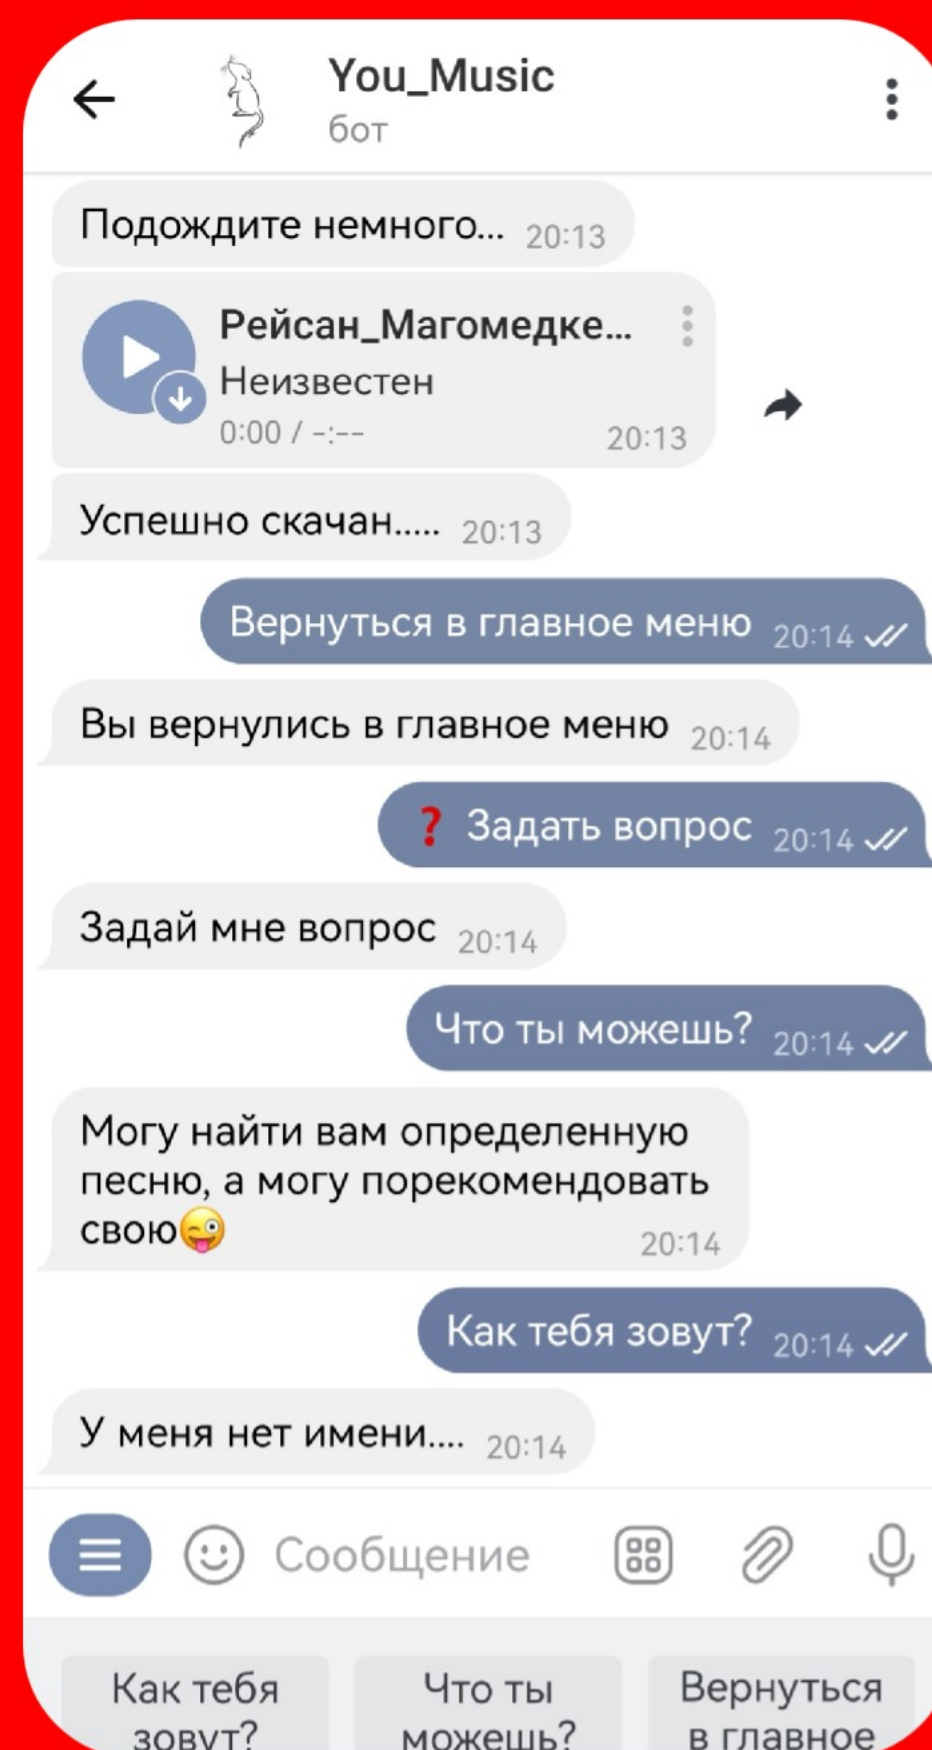 You_Music
бот
Подождите немного... 20:13
Рейсан_Магомедке...
Неизвестен
0:00 / -:--
20:13
Успешно скачан..... 20:13
Вернуться в главное меню 20:14
Вы вернулись в главное меню 20:14
❓ Задать вопрос 20:14
Задай мне вопрос 20:14
Что ты можешь? 20:14
Могу найти вам определенную
песню, а могу порекомендовать
свою😜 20:14
Как тебя зовут? 20:14
У меня нет имени.... 20:14
Сообщение
Как тебя
зовут?
Что ты
можешь?
Вернуться
в главное